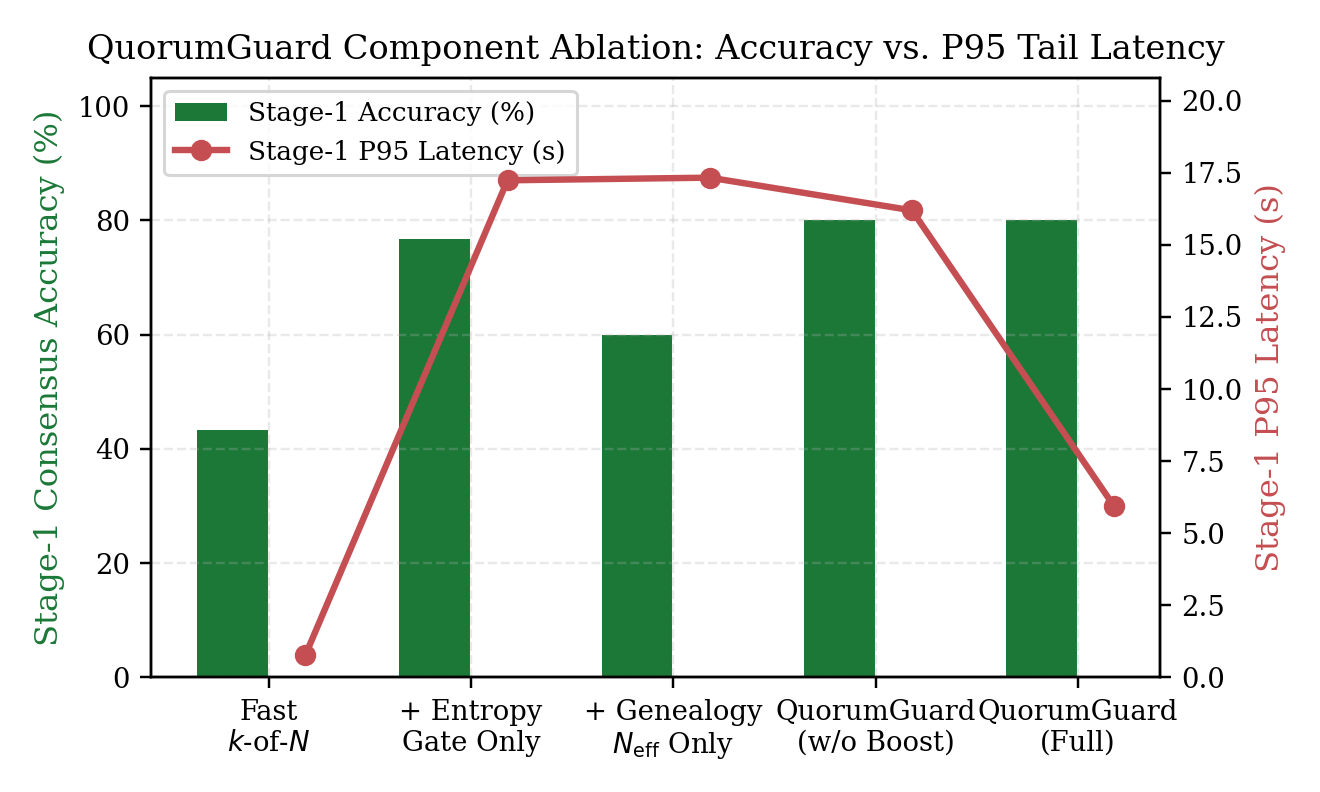 QuorumGuard Component Ablation: Accuracy vs. P95 Tail Latency
Stage-1 Accuracy (%)
Stage-1 P95 Latency (s)
Stage-1 Consensus Accuracy (%)
100
80
60
40
20
0
20.0
17.5
15.0
12.5
10.0
7.5
5.0
2.5
0.0
Stage-1 P95 Latency (s)
Fast
k-of-N
+ Entropy
Gate Only
+ Genealogy
N_eff Only
QuorumGuard
(w/o Boost)
QuorumGuard
(Full)